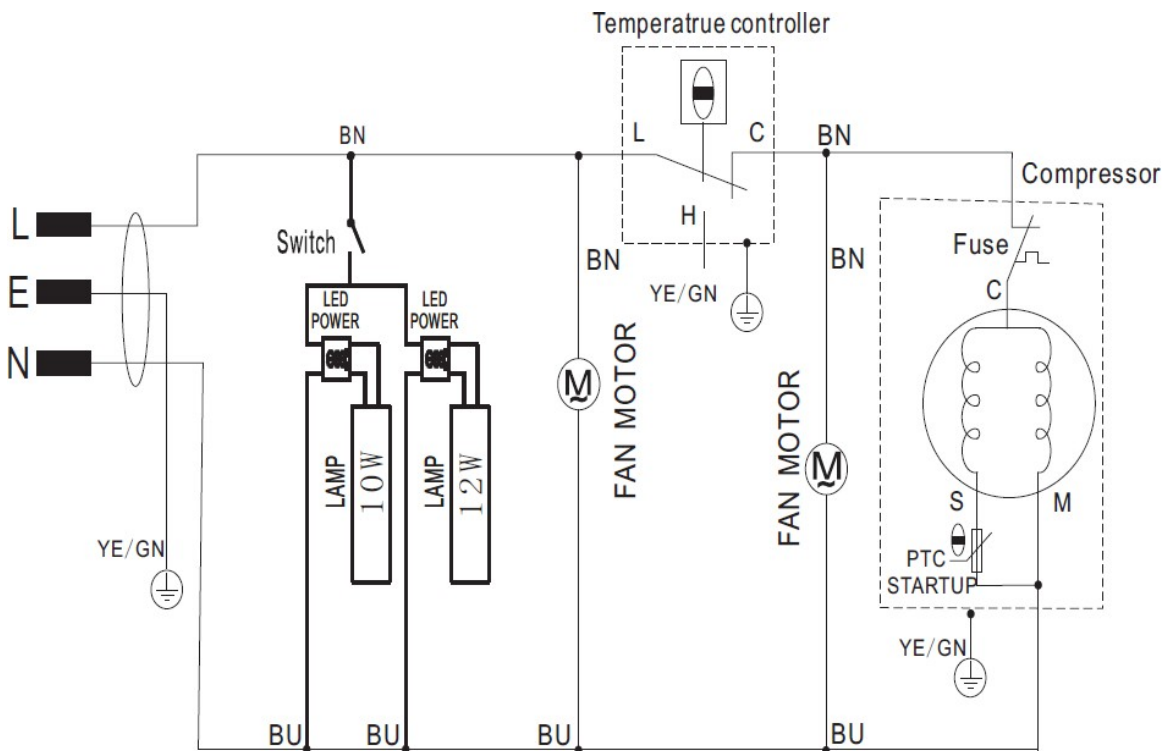 Temperatrue controller
BN
L
C
BN
Compressor
L
Switch
H
BN
BN
Fuse
E
YE/GN
C
LED
POWER
LED
POWER
N
M
FAN MOTOR
M
FAN MOTOR
LAMP
10W
LAMP
12W
S
M
PTC
STARTUP
YE/GN
YE/GN
BU
BU
BU
BU